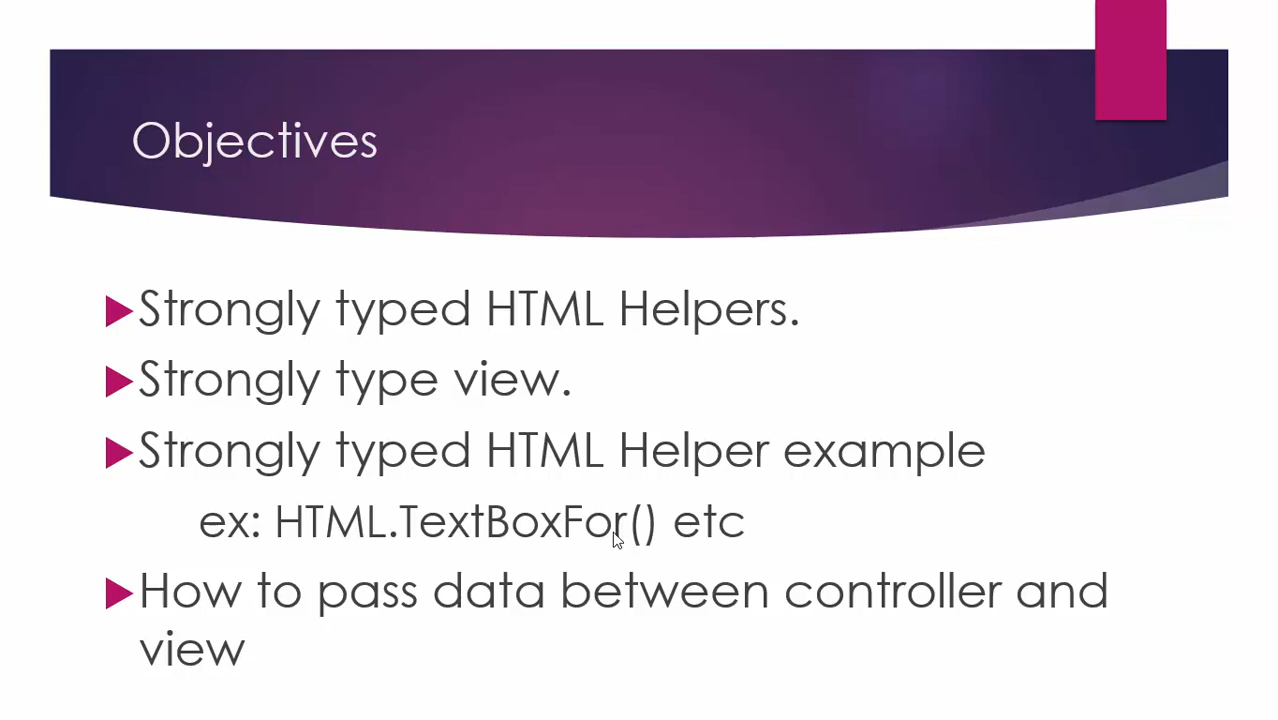 Objectives
Strongly typed HTML Helpers.
Strongly type view.
Strongly typed HTML Helper example
ex: HTML.TextBoxFor() etc
How to pass data between controller and
view